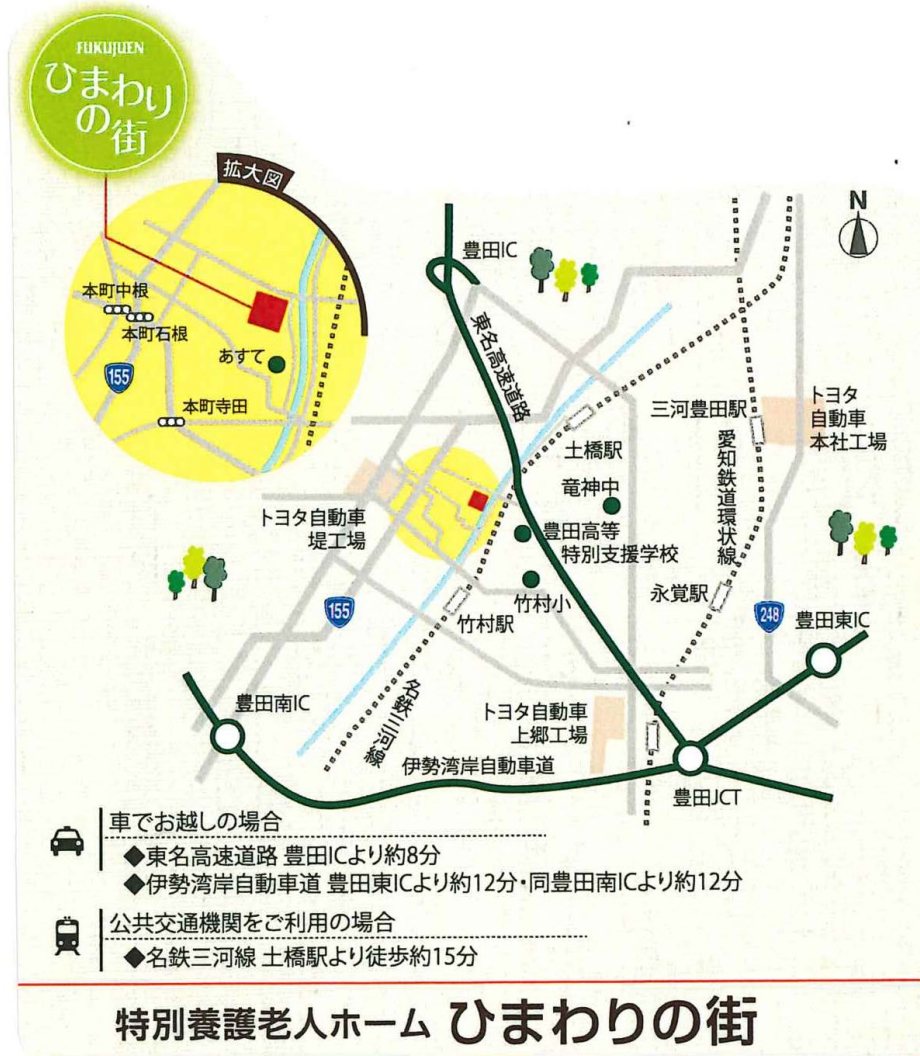 FUKUJUEN
ひまわり
の街
拡大図
本町中根
本町石根
あすて
155
本町寺田
N
豊田IC
東名高速道路
土橋駅
三河豊田駅
トヨタ
自動車
本社工場
愛知鉄道環状線
竜神中
トヨタ自動車
堤工場
豊田高等
特別支援学校
竹村小
永覚駅
155
竹村駅
248
豊田東IC
名鉄三河線
豊田南IC
トヨタ自動車
上郷工場
伊勢湾岸自動車道
豊田JCT
車でお越しの場合
◆東名高速道路 豊田ICより約8分
◆伊勢湾岸自動車道 豊田東ICより約12分・同豊田南ICより約12分
公共交通機関をご利用の場合
◆名鉄三河線 土橋駅より徒歩約15分
特別養護老人ホーム ひまわりの街